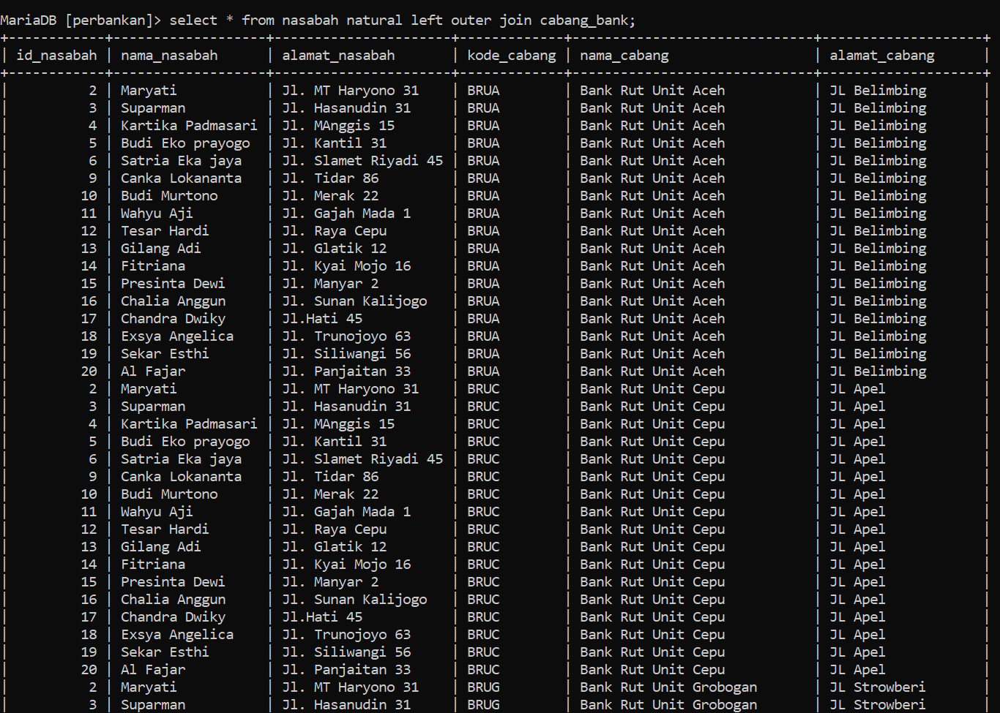 MariaDB [perbankan]> select * from nasabah natural left outer join cabang_bank;
+------------+-------------------+----------------------+-------------+------------------------------+--------------------+
| id_nasabah | nama_nasabah      | alamat_nasabah       | kode_cabang | nama_cabang                  | alamat_cabang      |
+------------+-------------------+----------------------+-------------+------------------------------+--------------------+
|          2 | Maryati           | Jl. MT Haryono 31    | BRUA        | Bank Rut Unit Aceh           | JL Belimbing       |
|          3 | Suparman          | Jl. Hasanudin 31     | BRUA        | Bank Rut Unit Aceh           | JL Belimbing       |
|          4 | Kartika Padmasari | Jl. MAnggis 15       | BRUA        | Bank Rut Unit Aceh           | JL Belimbing       |
|          5 | Budi Eko prayogo  | Jl. Kantil 31        | BRUA        | Bank Rut Unit Aceh           | JL Belimbing       |
|          6 | Satria Eka jaya   | Jl. Slamet Riyadi 45 | BRUA        | Bank Rut Unit Aceh           | JL Belimbing       |
|          9 | Canka Lokananta   | Jl. Tidar 86         | BRUA        | Bank Rut Unit Aceh           | JL Belimbing       |
|         10 | Budi Murtono      | Jl. Merak 22         | BRUA        | Bank Rut Unit Aceh           | JL Belimbing       |
|         11 | Wahyu Aji         | Jl. Gajah Mada 1     | BRUA        | Bank Rut Unit Aceh           | JL Belimbing       |
|         12 | Tesar Hardi       | Jl. Raya Cepu        | BRUA        | Bank Rut Unit Aceh           | JL Belimbing       |
|         13 | Gilang Adi        | Jl. Glatik 12        | BRUA        | Bank Rut Unit Aceh           | JL Belimbing       |
|         14 | Fitriana          | Jl. Kyai Mojo 16     | BRUA        | Bank Rut Unit Aceh           | JL Belimbing       |
|         15 | Presinta Dewi     | Jl. Manyar 2         | BRUA        | Bank Rut Unit Aceh           | JL Belimbing       |
|         16 | Chalia Anggun     | Jl. Sunan Kalijogo   | BRUA        | Bank Rut Unit Aceh           | JL Belimbing       |
|         17 | Chandra Dwiky     | Jl.Hati 45           | BRUA        | Bank Rut Unit Aceh           | JL Belimbing       |
|         18 | Exsya Angelica    | Jl. Trunojoyo 63     | BRUA        | Bank Rut Unit Aceh           | JL Belimbing       |
|         19 | Sekar Esthi       | Jl. Siliwangi 56     | BRUA        | Bank Rut Unit Aceh           | JL Belimbing       |
|         20 | Al Fajar          | Jl. Panjaitan 33     | BRUA        | Bank Rut Unit Aceh           | JL Belimbing       |
|          2 | Maryati           | Jl. MT Haryono 31    | BRUC        | Bank Rut Unit Cepu           | JL Apel            |
|          3 | Suparman          | Jl. Hasanudin 31     | BRUC        | Bank Rut Unit Cepu           | JL Apel            |
|          4 | Kartika Padmasari | Jl. MAnggis 15       | BRUC        | Bank Rut Unit Cepu           | JL Apel            |
|          5 | Budi Eko prayogo  | Jl. Kantil 31        | BRUC        | Bank Rut Unit Cepu           | JL Apel            |
|          6 | Satria Eka jaya   | Jl. Slamet Riyadi 45 | BRUC        | Bank Rut Unit Cepu           | JL Apel            |
|          9 | Canka Lokananta   | Jl. Tidar 86         | BRUC        | Bank Rut Unit Cepu           | JL Apel            |
|         10 | Budi Murtono      | Jl. Merak 22         | BRUC        | Bank Rut Unit Cepu           | JL Apel            |
|         11 | Wahyu Aji         | Jl. Gajah Mada 1     | BRUC        | Bank Rut Unit Cepu           | JL Apel            |
|         12 | Tesar Hardi       | Jl. Raya Cepu        | BRUC        | Bank Rut Unit Cepu           | JL Apel            |
|         13 | Gilang Adi        | Jl. Glatik 12        | BRUC        | Bank Rut Unit Cepu           | JL Apel            |
|         14 | Fitriana          | Jl. Kyai Mojo 16     | BRUC        | Bank Rut Unit Cepu           | JL Apel            |
|         15 | Presinta Dewi     | Jl. Manyar 2         | BRUC        | Bank Rut Unit Cepu           | JL Apel            |
|         16 | Chalia Anggun     | Jl. Sunan Kalijogo   | BRUC        | Bank Rut Unit Cepu           | JL Apel            |
|         17 | Chandra Dwiky     | Jl.Hati 45           | BRUC        | Bank Rut Unit Cepu           | JL Apel            |
|         18 | Exsya Angelica    | Jl. Trunojoyo 63     | BRUC        | Bank Rut Unit Cepu           | JL Apel            |
|         19 | Sekar Esthi       | Jl. Siliwangi 56     | BRUC        | Bank Rut Unit Cepu           | JL Apel            |
|         20 | Al Fajar          | Jl. Panjaitan 33     | BRUC        | Bank Rut Unit Cepu           | JL Apel            |
|          2 | Maryati           | Jl. MT Haryono 31    | BRUG        | Bank Rut Unit Grobogan       | JL Strowberi       |
|          3 | Suparman          | Jl. Hasanudin 31     | BRUG        | Bank Rut Unit Grobogan       | JL Strowberi       |